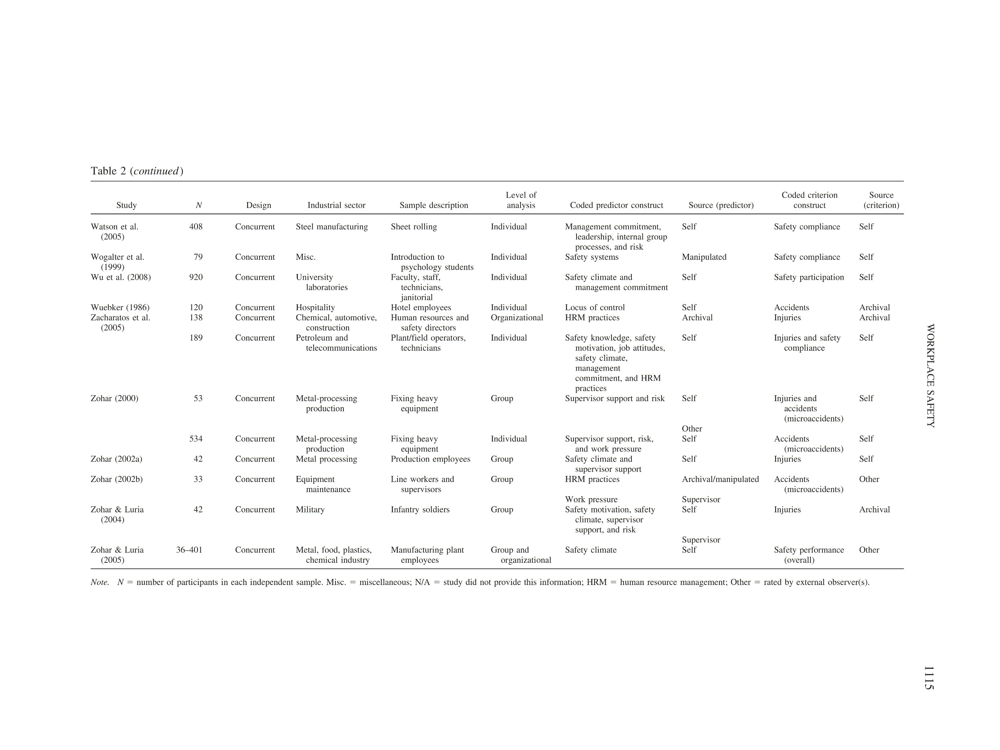 Table 2 (continued)
Study N Design Industrial sector Sample description Level of analysis Coded predictor construct Source (predictor) Coded criterion construct Source (criterion)
Watson et al. 408 Concurrent Steel manufacturing Sheet rolling Individual Management commitment, Self Safety compliance Self
(2005) leadership, internal group
processes, and risk
Wogalter et al. 79 Concurrent Misc. Introduction to Individual Safety systems Manipulated Safety compliance Self
(1999) psychology students
Wu et al. (2008) 920 Concurrent University Faculty, staff, Individual Safety climate and Self Safety participation Self
laboratories technicians, management commitment
janitorial
Wuebker (1986) 120 Concurrent Hospitality Hotel employees Individual Locus of control Self Accidents Archival
Zacharatos et al. 138 Concurrent Chemical, automotive, Human resources and Organizational HRM practices Archival Injuries Archival
(2005) construction safety directors
189 Concurrent Petroleum and Plant/field operators, Individual Safety knowledge, safety Self Injuries and safety Self
telecommunications technicians motivation, job attitudes, compliance
safety climate,
management
commitment, and HRM
practices
Zohar (2000) 53 Concurrent Metal-processing Fixing heavy Group Supervisor support and risk Self Injuries and Self
production equipment accidents
(microaccidents)
Other
534 Concurrent Metal-processing Fixing heavy Individual Supervisor support, risk, Self Accidents Self
production equipment and work pressure (microaccidents)
Zohar (2002a) 42 Concurrent Metal processing Production employees Group Safety climate and Self Injuries Self
supervisor support
Zohar (2002b) 33 Concurrent Equipment Line workers and Group HRM practices Archival/manipulated Accidents Other
maintenance supervisors (microaccidents)
Work pressure Supervisor
Zohar & Luria 42 Concurrent Military Infantry soldiers Group Safety motivation, safety Self Injuries Archival
(2004) climate, supervisor
support, and risk
Supervisor
Zohar & Luria 36–401 Concurrent Metal, food, plastics, Manufacturing plant Group and Safety climate Self Safety performance Other
(2005) chemical industry employees organizational (overall)
Note. N = number of participants in each independent sample. Misc. = miscellaneous; N/A = study did not provide this information; HRM = human resource management; Other = rated by external observer(s).
WORKPLACE SAFETY
1115